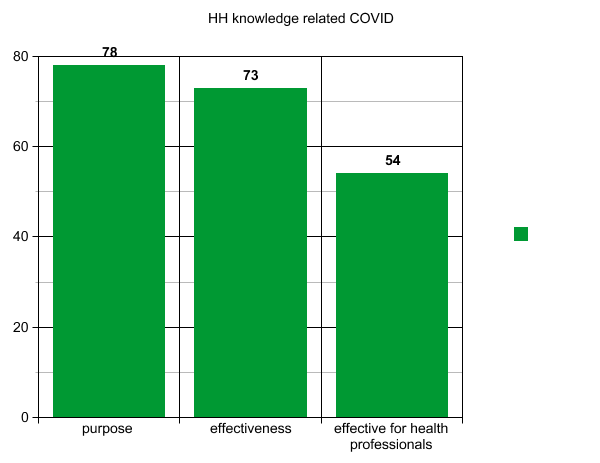 HH knowledge related COVID
78
80
73
60
54
40
20
0
purpose
effectiveness
effective for health
professionals